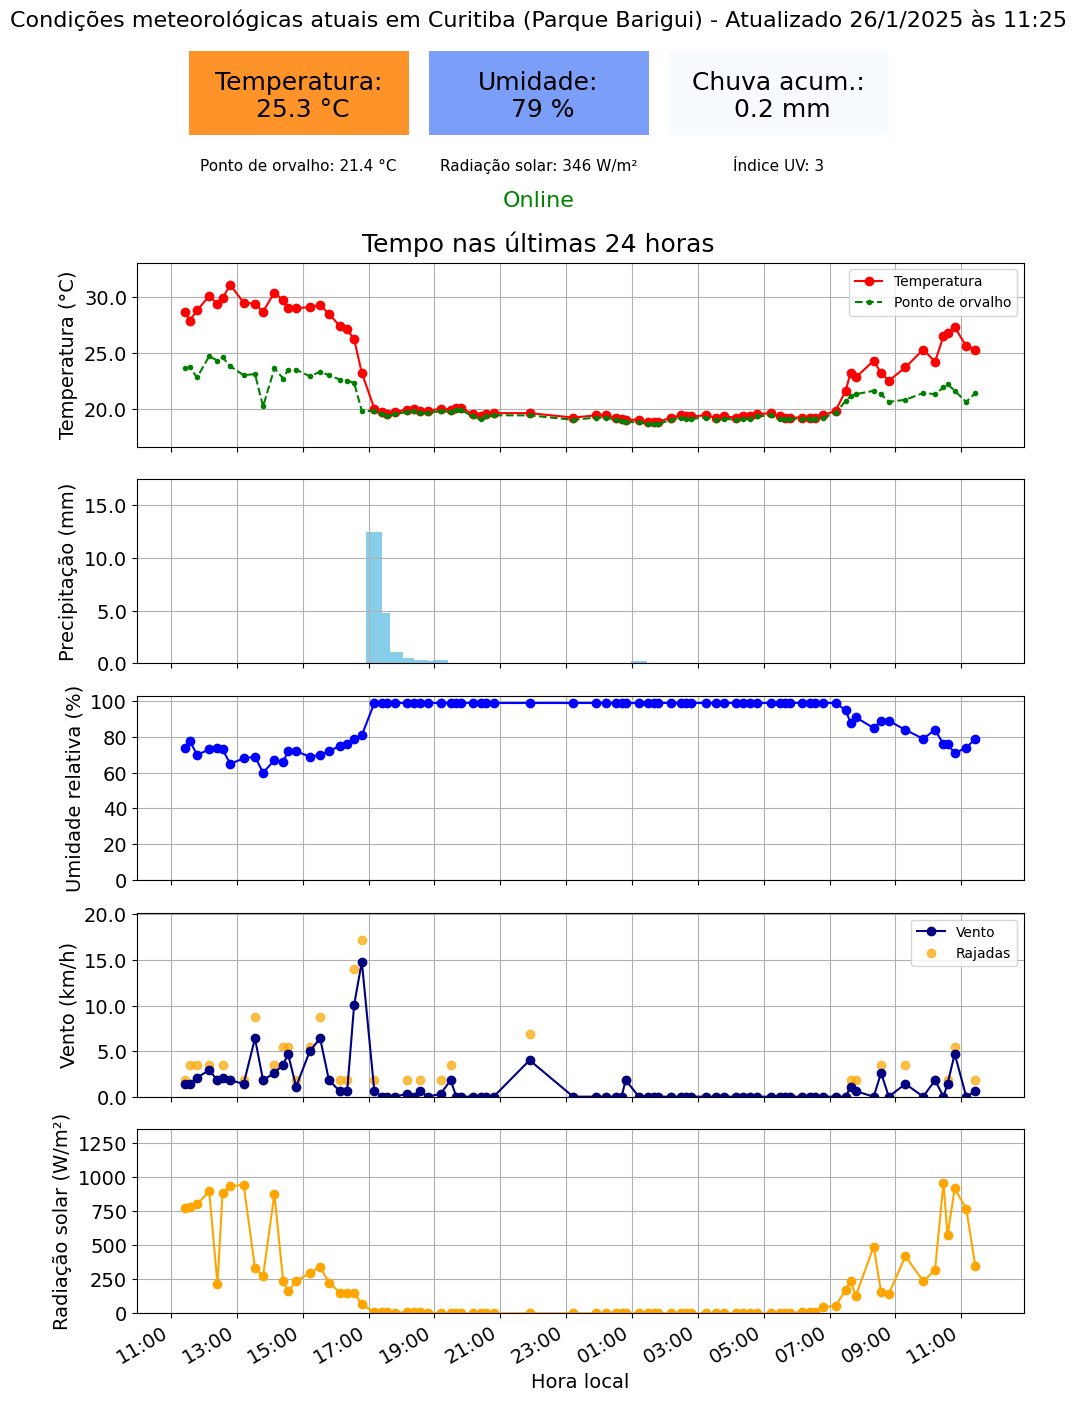 Condições meteorológicas atuais em Curitiba (Parque Barigui) - Atualizado 26/1/2025 às 11:25
Temperatura:
25.3 °C
Umidade:
79 %
Chuva acum.:
0.2 mm
Ponto de orvalho: 21.4 °C
Radiação solar: 346 W/m²
Índice UV: 3
Online
Tempo nas últimas 24 horas
Temperatura (°C)
30.0
25.0
20.0
Temperatura
Ponto de orvalho
Precipitação (mm)
15.0
10.0
5.0
0.0
Umidade relativa (%)
100
80
60
40
20
0
Vento (km/h)
20.0
15.0
10.0
5.0
0.0
Vento
Rajadas
Radiação solar (W/m²)
1250
1000
750
500
250
0
11:00
13:00
15:00
17:00
19:00
21:00
23:00
01:00
03:00
05:00
07:00
09:00
11:00
Hora local